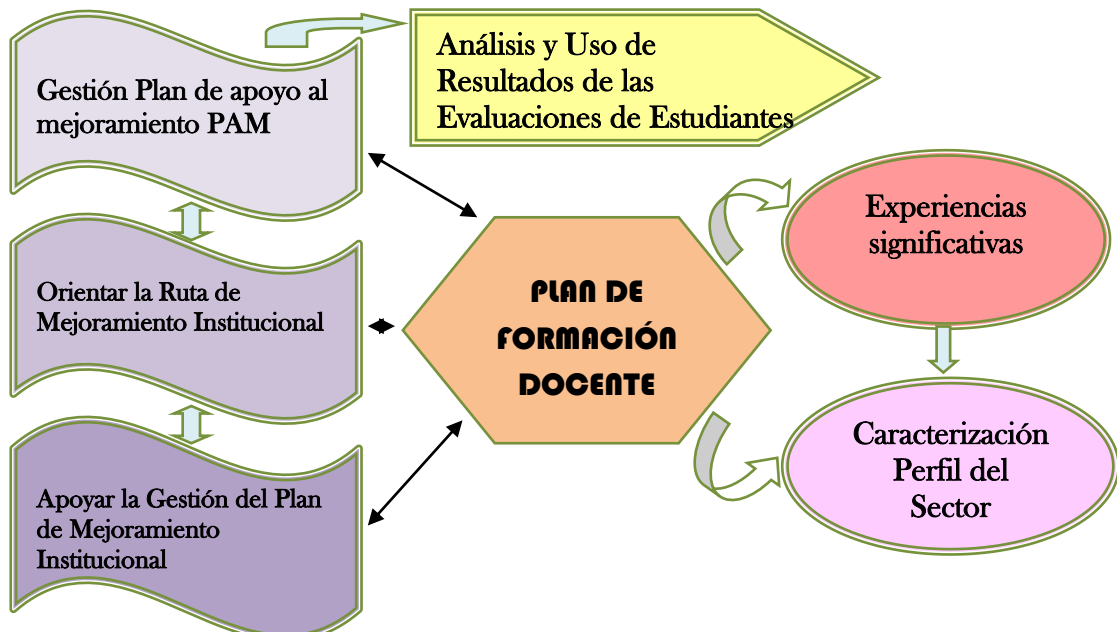 Gestión Plan de apoyo al
mejoramiento PAM
Análisis y Uso de
Resultados de las
Evaluaciones de Estudiantes
Orientar la Ruta de
Mejoramiento Institucional
Apoyar la Gestión del Plan
de Mejoramiento
Institucional
PLAN DE
FORMACIÓN
DOCENTE
Experiencias
significativas
Caracterización
Perfil del
Sector